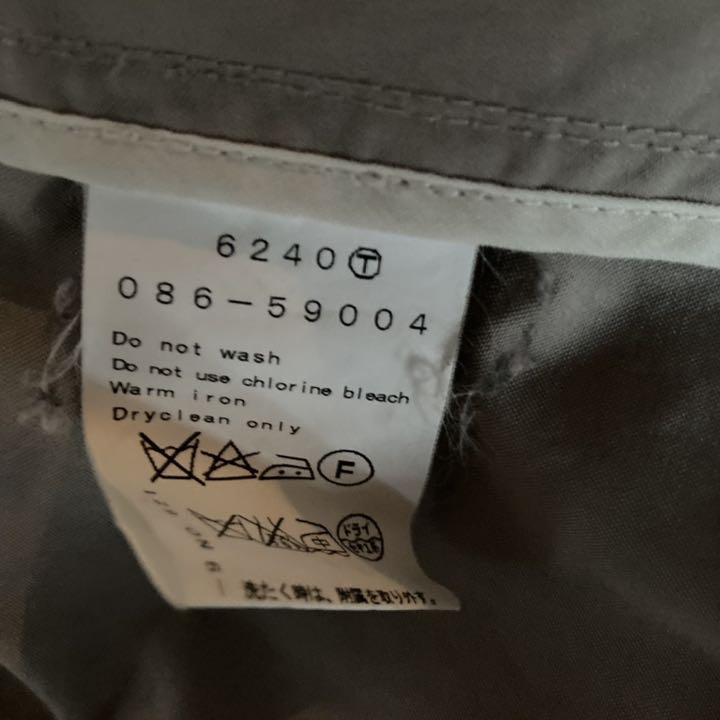 6240Ⓣ
086-59004
Do not wash
Do not use chlorine bleach
Warm iron
Dryclean only
F
ドライ
洗たく時は、附属を取り外す。